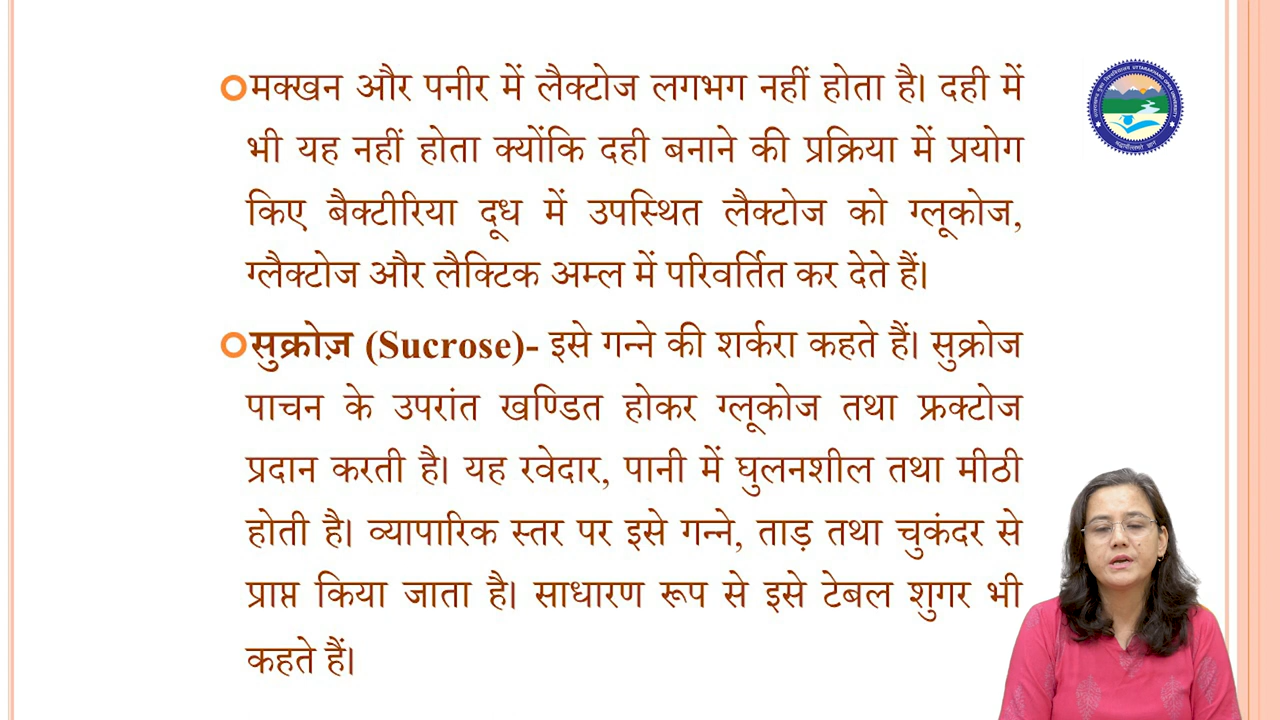 मक्खन और पनीर में लैक्टोज लगभग नहीं होता है। दही में
भी यह नहीं होता क्योंकि दही बनाने की प्रक्रिया में प्रयोग
किए बैक्टीरिया दूध में उपस्थित लैक्टोज को ग्लूकोज,
ग्लैक्टोज और लैक्टिक अम्ल में परिवर्तित कर देते हैं।
सुक्रोज़ (Sucrose)- इसे गन्ने की शर्करा कहते हैं। सुक्रोज
पाचन के उपरांत खण्डित होकर ग्लूकोज तथा फ्रक्टोज
प्रदान करती है। यह रवेदार, पानी में घुलनशील तथा मीठी
होती है। व्यापारिक स्तर पर इसे गन्ने, ताड़ तथा चुकंदर से
प्राप्त किया जाता है। साधारण रूप से इसे टेबल शुगर भी
कहते हैं।